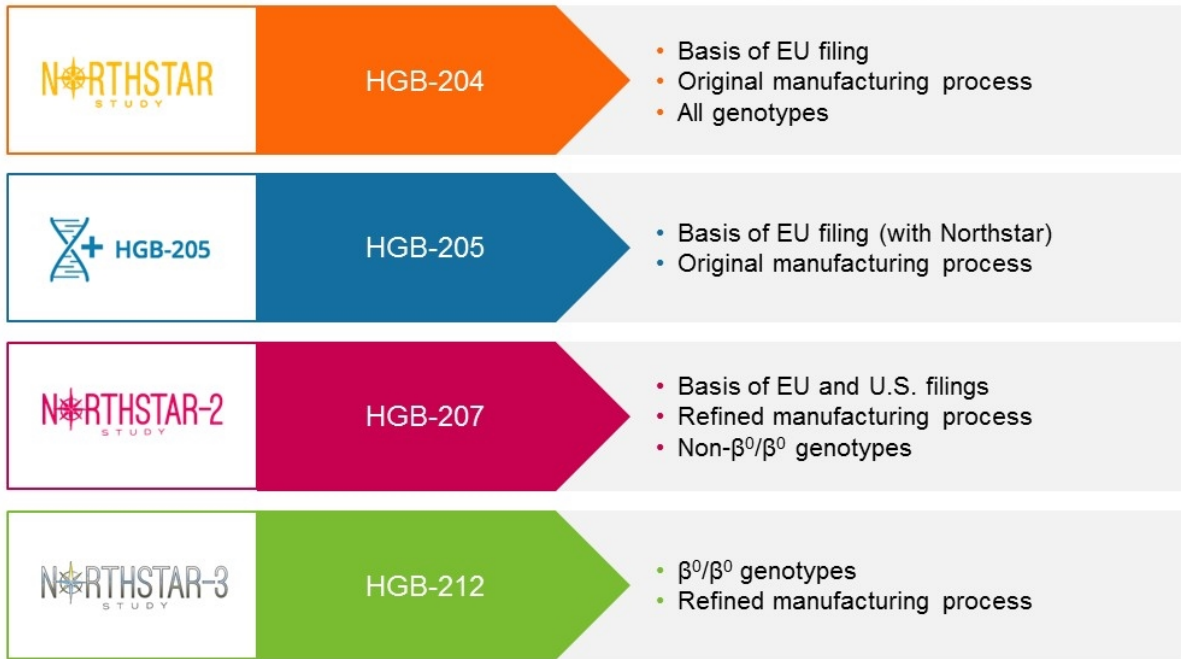 NORTHSTAR
STUDY
HGB-204
• Basis of EU filing
• Original manufacturing process
• All genotypes
+ HGB-205
HGB-205
• Basis of EU filing (with Northstar)
• Original manufacturing process
NORTHSTAR-2
STUDY
HGB-207
• Basis of EU and U.S. filings
• Refined manufacturing process
• Non-β⁰/β⁰ genotypes
NORTHSTAR-3
STUDY
HGB-212
• β⁰/β⁰ genotypes
• Refined manufacturing process